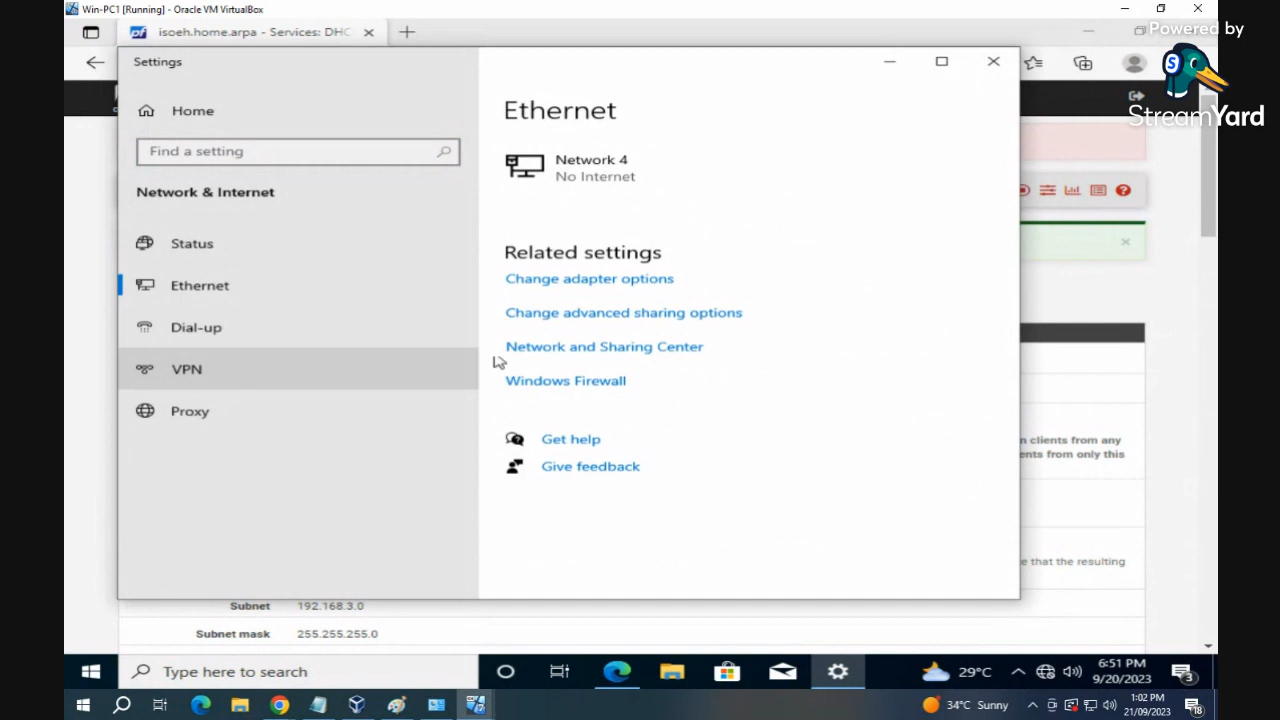 Win-PC1 [Running] - Oracle VM VirtualBox
isoeh.home.arpa - Services: DHC
Powered by
StreamYard
Settings
Home
Find a setting
Network & Internet
Status
Ethernet
Dial-up
VPN
Proxy
Ethernet
Network 4
No Internet
Related settings
Change adapter options
Change advanced sharing options
Network and Sharing Center
Windows Firewall
Get help
Give feedback
n clients from any
ents from only this
e that the resulting
Subnet 192.168.3.0
Subnet mask 255.255.255.0
Type here to search
29°C
6:51 PM
9/20/2023
3
34°C Sunny
1:02 PM
21/09/2023
18